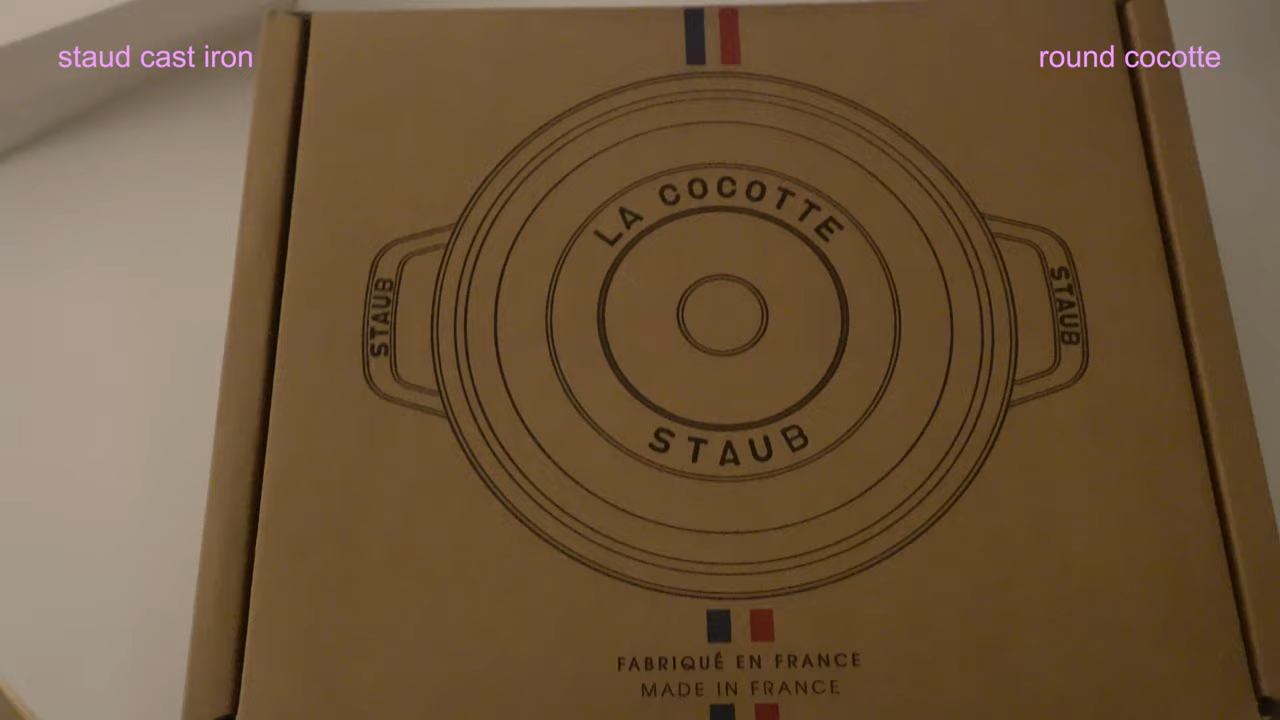 staud cast iron
round cocotte
LA COCOTTE
STAUB
STAUB
STAUB
FABRIQUÉ EN FRANCE
MADE IN FRANCE